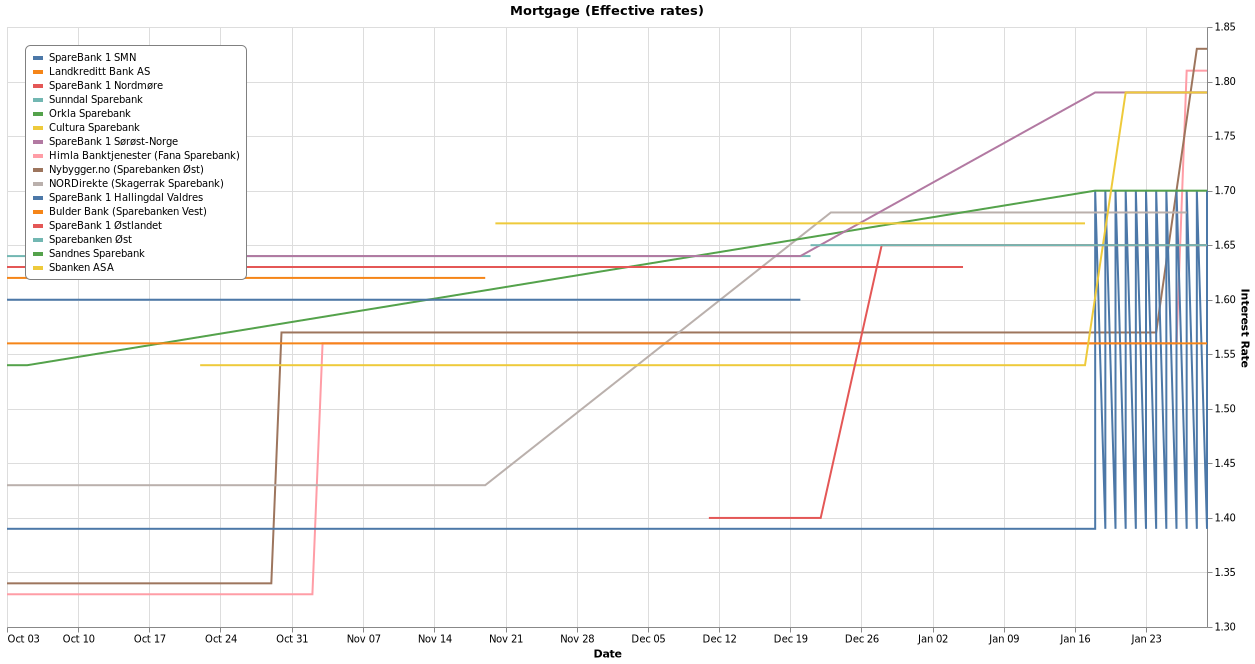 Mortgage (Effective rates)
SpareBank 1 SMN
Landkreditt Bank AS
SpareBank 1 Nordmøre
Sunndal Sparebank
Orkla Sparebank
Cultura Sparebank
SpareBank 1 Sørøst-Norge
Himla Banktjenester (Fana Sparebank)
Nybygger.no (Sparebanken Øst)
NORDirekte (Skagerrak Sparebank)
SpareBank 1 Hallingdal Valdres
Bulder Bank (Sparebanken Vest)
SpareBank 1 Østlandet
Sparebanken Øst
Sandnes Sparebank
Sbanken ASA
1.85
1.80
1.75
1.70
1.65
1.60
1.55
1.50
1.45
1.40
1.35
1.30
Interest Rate
Oct 03 Oct 10 Oct 17 Oct 24 Oct 31 Nov 07 Nov 14 Nov 21 Nov 28 Dec 05 Dec 12 Dec 19 Dec 26 Jan 02 Jan 09 Jan 16 Jan 23
Date